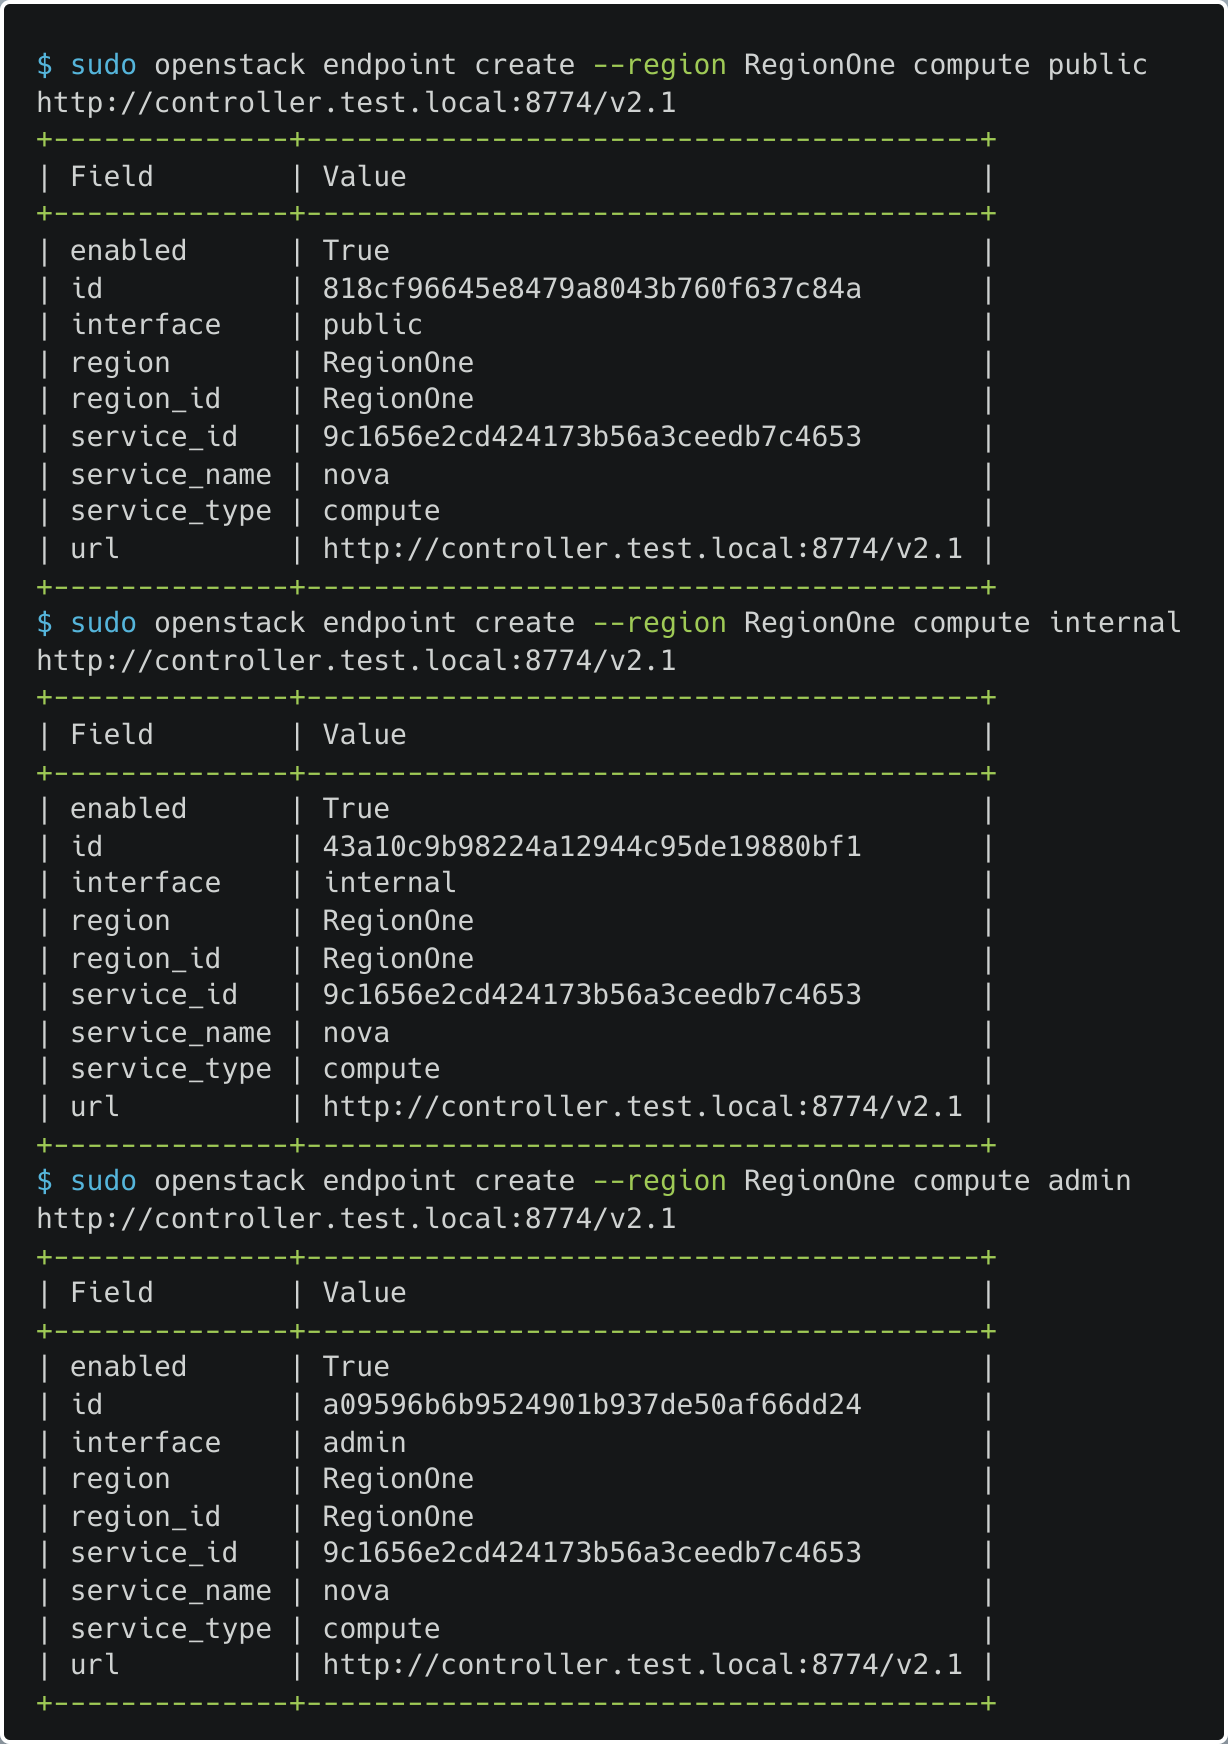 $ sudo openstack endpoint create --region RegionOne compute public
http://controller.test.local:8774/v2.1
+--------------+----------------------------------------+
| Field        | Value                                  |
+--------------+----------------------------------------+
| enabled      | True                                   |
| id           | 818cf96645e8479a8043b760f637c84a       |
| interface    | public                                 |
| region       | RegionOne                              |
| region_id    | RegionOne                              |
| service_id   | 9c1656e2cd424173b56a3ceedb7c4653       |
| service_name | nova                                   |
| service_type | compute                                |
| url          | http://controller.test.local:8774/v2.1 |
+--------------+----------------------------------------+
$ sudo openstack endpoint create --region RegionOne compute internal
http://controller.test.local:8774/v2.1
+--------------+----------------------------------------+
| Field        | Value                                  |
+--------------+----------------------------------------+
| enabled      | True                                   |
| id           | 43a10c9b98224a12944c95de19880bf1       |
| interface    | internal                               |
| region       | RegionOne                              |
| region_id    | RegionOne                              |
| service_id   | 9c1656e2cd424173b56a3ceedb7c4653       |
| service_name | nova                                   |
| service_type | compute                                |
| url          | http://controller.test.local:8774/v2.1 |
+--------------+----------------------------------------+
$ sudo openstack endpoint create --region RegionOne compute admin
http://controller.test.local:8774/v2.1
+--------------+----------------------------------------+
| Field        | Value                                  |
+--------------+----------------------------------------+
| enabled      | True                                   |
| id           | a09596b6b9524901b937de50af66dd24       |
| interface    | admin                                  |
| region       | RegionOne                              |
| region_id    | RegionOne                              |
| service_id   | 9c1656e2cd424173b56a3ceedb7c4653       |
| service_name | nova                                   |
| service_type | compute                                |
| url          | http://controller.test.local:8774/v2.1 |
+--------------+----------------------------------------+